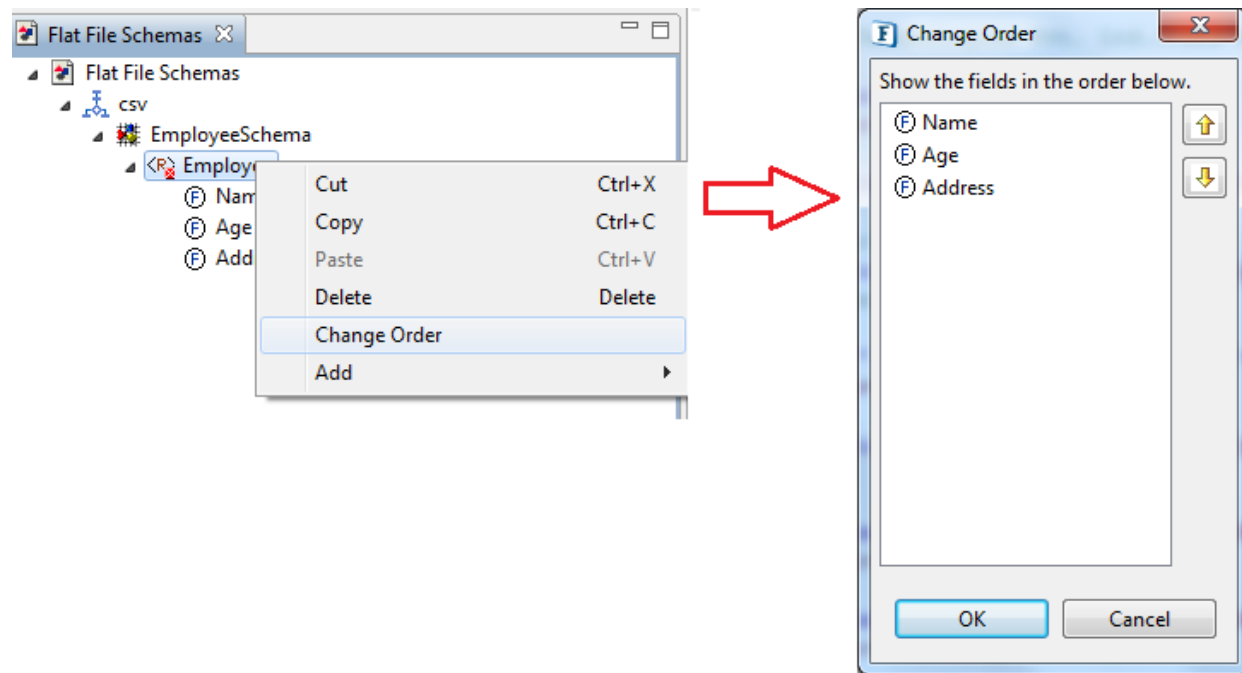 Flat File Schemas
Flat File Schemas
csv
EmployeeSchema
Employe
Nam
Age
Add
Cut Ctrl+X
Copy Ctrl+C
Paste Ctrl+V
Delete Delete
Change Order
Add
F Change Order
Show the fields in the order below.
F Name
F Age
F Address
OK Cancel